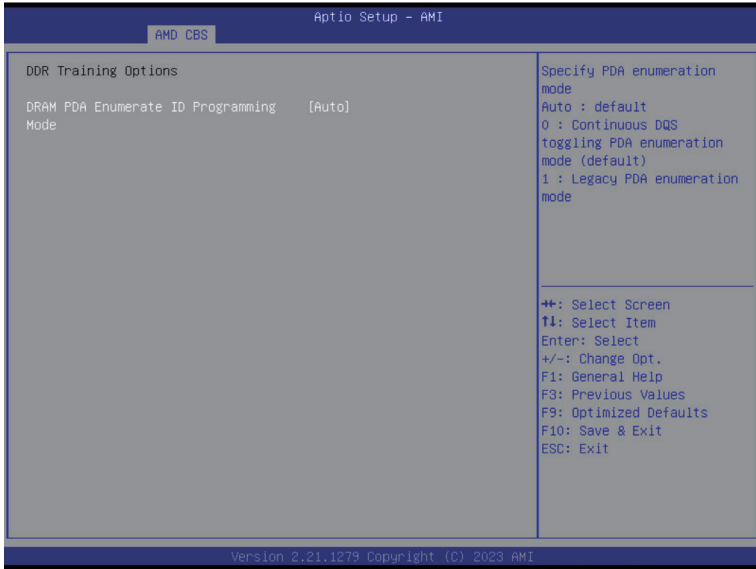 Aptio Setup - AMI
AMD CBS
DDR Training Options
DRAM PDA Enumerate ID Programming [Auto]
Mode
Specify PDA enumeration
mode
Auto : default
0 : Continuous DQS
toggling PDA enumeration
mode (default)
1 : Legacy PDA enumeration
mode
→←: Select Screen
↑↓: Select Item
Enter: Select
+/-: Change Opt.
F1: General Help
F3: Previous Values
F9: Optimized Defaults
F10: Save & Exit
ESC: Exit
Version 2.21.1279 Copyright (C) 2023 AMI